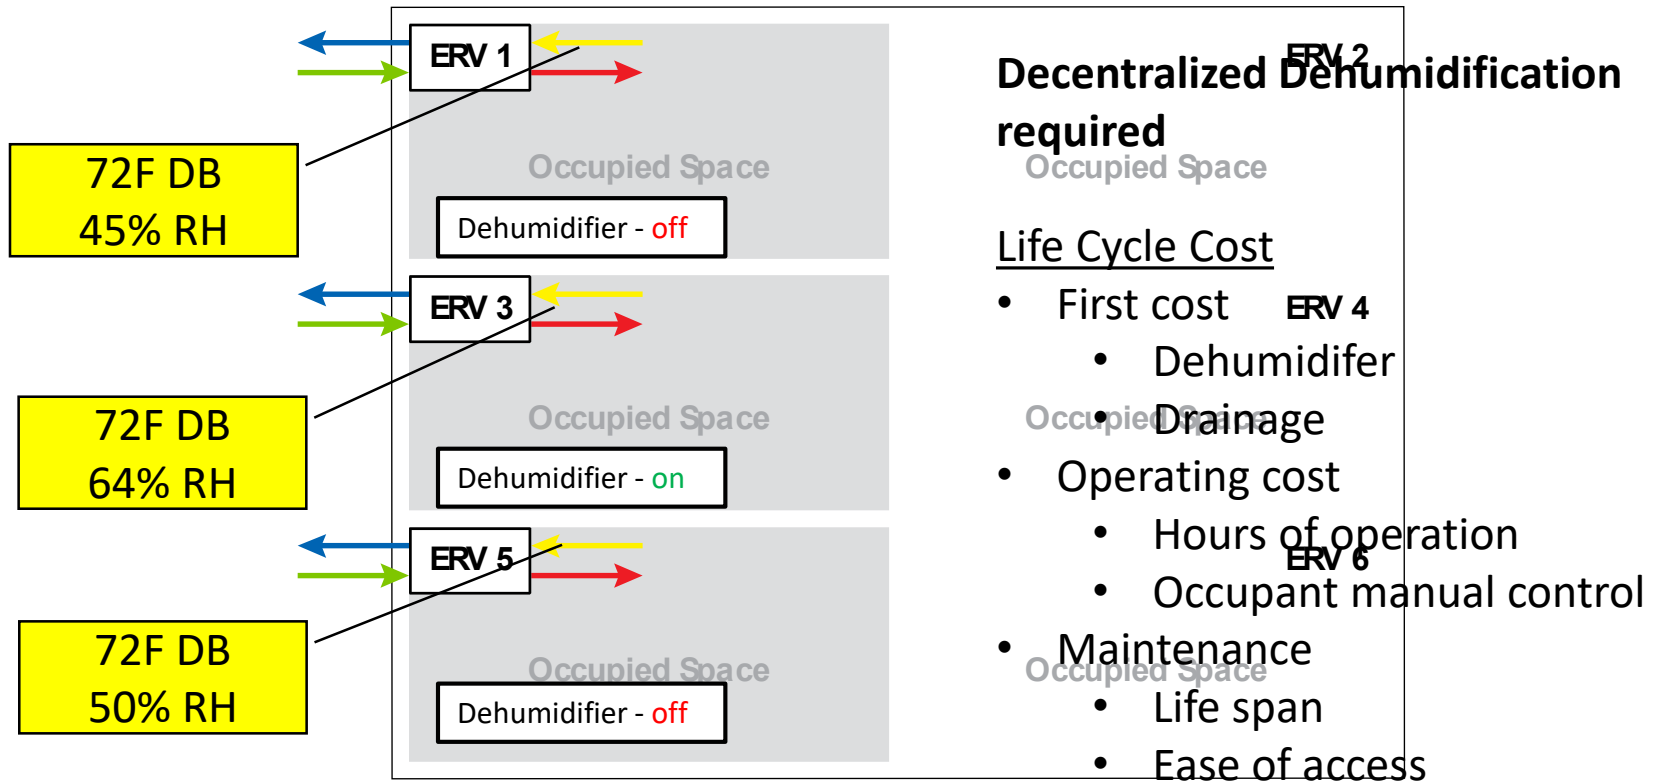 ERV 1
72F DB
45% RH
Occupied Space
Dehumidifier - off
ERV 3
72F DB
64% RH
Occupied Space
Dehumidifier - on
ERV 5
72F DB
50% RH
Occupied Space
Dehumidifier - off
ERV 2
Decentralized Dehumidification
required
Occupied Space
Life Cycle Cost
• First cost
ERV 4
• Dehumidifer
Occupied Space
• Drainage
• Operating cost
• Hours of operation
ERV 6
• Occupant manual control
• Maintenance
Occupied Space
• Life span
• Ease of access